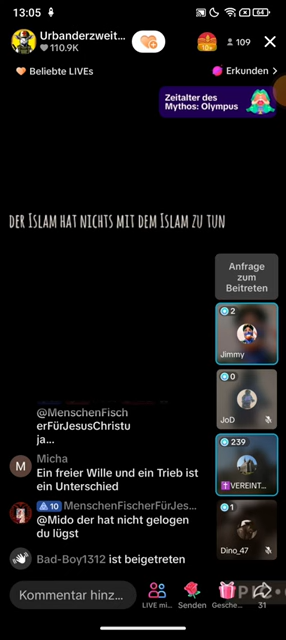 13:05
64
Urbanderzweit...
110.9K
10
109
Beliebte LIVEs
Erkunden
Zeitalter des
Mythos: Olympus
der Islam hat nichts mit dem Islam zu tun
Anfrage
zum
Beitreten
2
Jimmy
0
JoD
239
VEREINT...
1
Dino_47
@MenschenFisch
erFürJesusChristu
ja...
M
Micha
Ein freier Wille und ein Trieb ist
ein Unterschied
10
MenschenFischerFürJes...
@Mido der hat nicht gelogen
du lügst
Bad-Boy1312 ist beigetreten
Kommentar hinz...
LIVE mi...
Senden
Gesche...
31